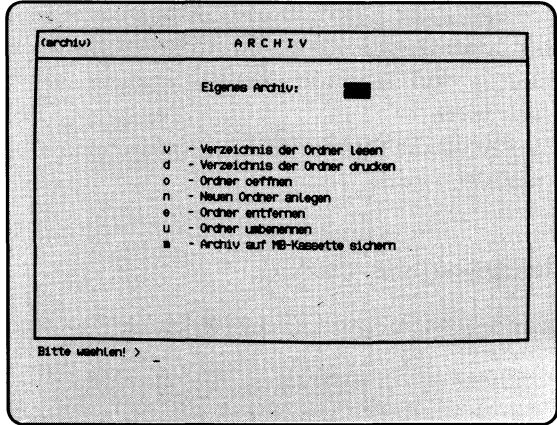 (archiv) ARCHIV
Eigenes Archiv:
v - Verzeichnis der Ordner lesen
d - Verzeichnis der Ordner drucken
o - Ordner oeffnen
n - Neuen Ordner anlegen
e - Ordner entfernen
u - Ordner umbenennen
m - Archiv auf MB-Kassette sichern
Bitte waehlen! > _